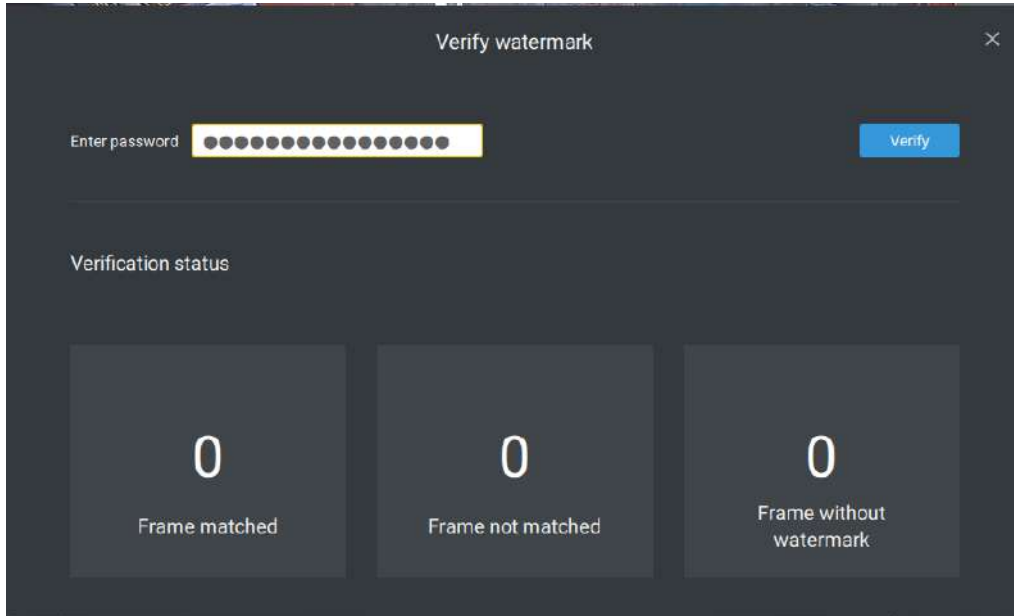 Verify watermark
Enter password
Verify
Verification status
0
Frame matched
0
Frame not matched
0
Frame without
watermark